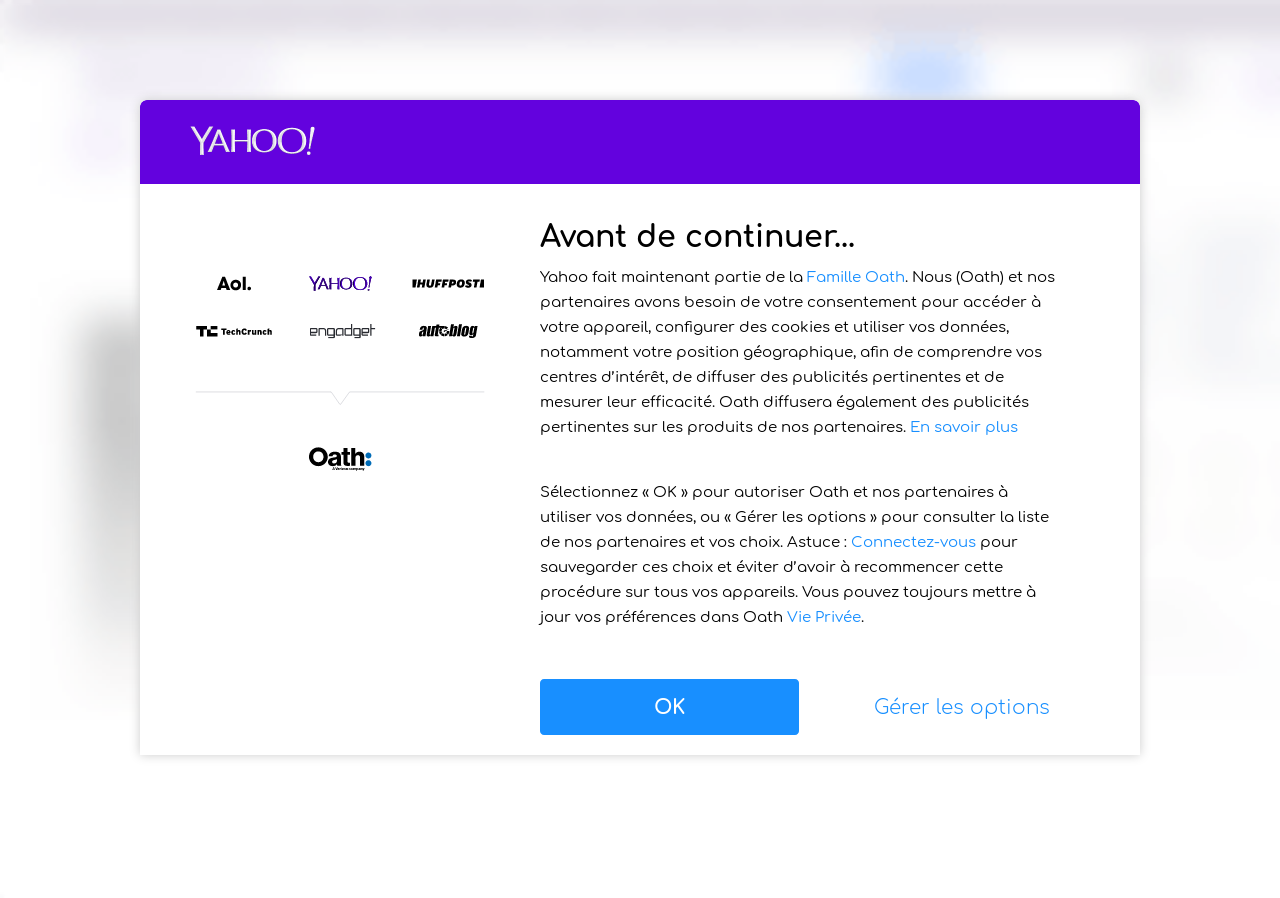 YAHOO!
Aol.
YAHOO!
HUFFPOST
TechCrunch
engadget
autoblog
Oath:
A Verizon company
Avant de continuer...
Yahoo fait maintenant partie de la Famille Oath. Nous (Oath) et nos
partenaires avons besoin de votre consentement pour accéder à
votre appareil, configurer des cookies et utiliser vos données,
notamment votre position géographique, afin de comprendre vos
centres d’intérêt, de diffuser des publicités pertinentes et de
mesurer leur efficacité. Oath diffusera également des publicités
pertinentes sur les produits de nos partenaires. En savoir plus
Sélectionnez « OK » pour autoriser Oath et nos partenaires à
utiliser vos données, ou « Gérer les options » pour consulter la liste
de nos partenaires et vos choix. Astuce : Connectez-vous pour
sauvegarder ces choix et éviter d’avoir à recommencer cette
procédure sur tous vos appareils. Vous pouvez toujours mettre à
jour vos préférences dans Oath Vie Privée.
OK
Gérer les options